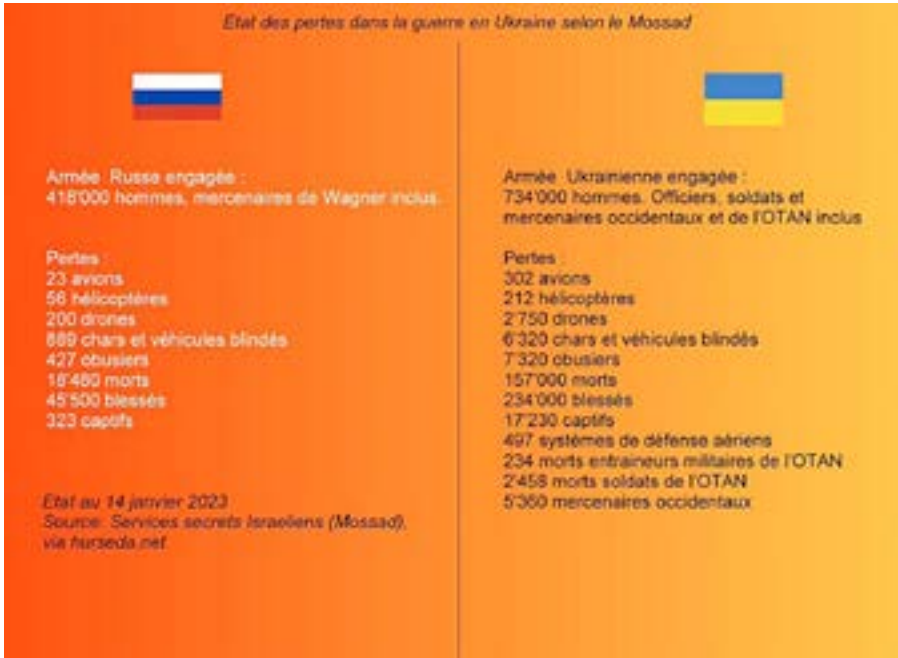 Etat des pertes dans la guerre en Ukraine selon le Mossad
Armée Russe engagée :
418'000 hommes, mercenaires de Wagner inclus.
Pertes :
23 avions
56 hélicoptères
200 drones
889 chars et véhicules blindés
427 obusiers
18'480 morts
45'500 blessés
323 captifs
Etat au 14 janvier 2023
Source: Services secrets Israeliens (Mossad),
via hurseda.net
Armée Ukrainienne engagée :
734'000 hommes. Officiers, soldats et
mercenaires occidentaux et de l'OTAN inclus
Pertes :
302 avions
212 hélicoptères
2'750 drones
6'320 chars et véhicules blindés
7'320 obusiers
157'000 morts
234'000 blessés
17'230 captifs
497 systèmes de défense aériens
234 morts entraineurs militaires de l'OTAN
2'458 morts soldats de l'OTAN
5'360 mercenaires occidentaux